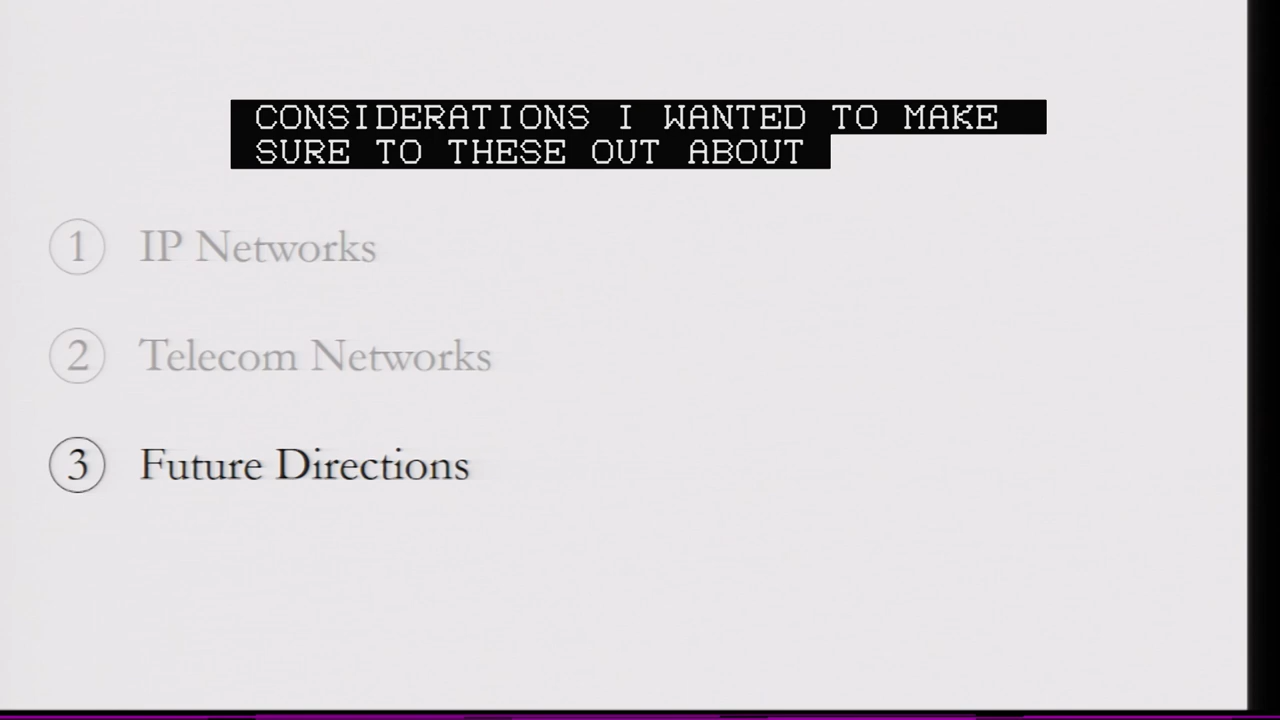 CONSIDERATIONS I WANTED TO MAKE
SURE TO THESE OUT ABOUT
1 IP Networks
2 Telecom Networks
3 Future Directions